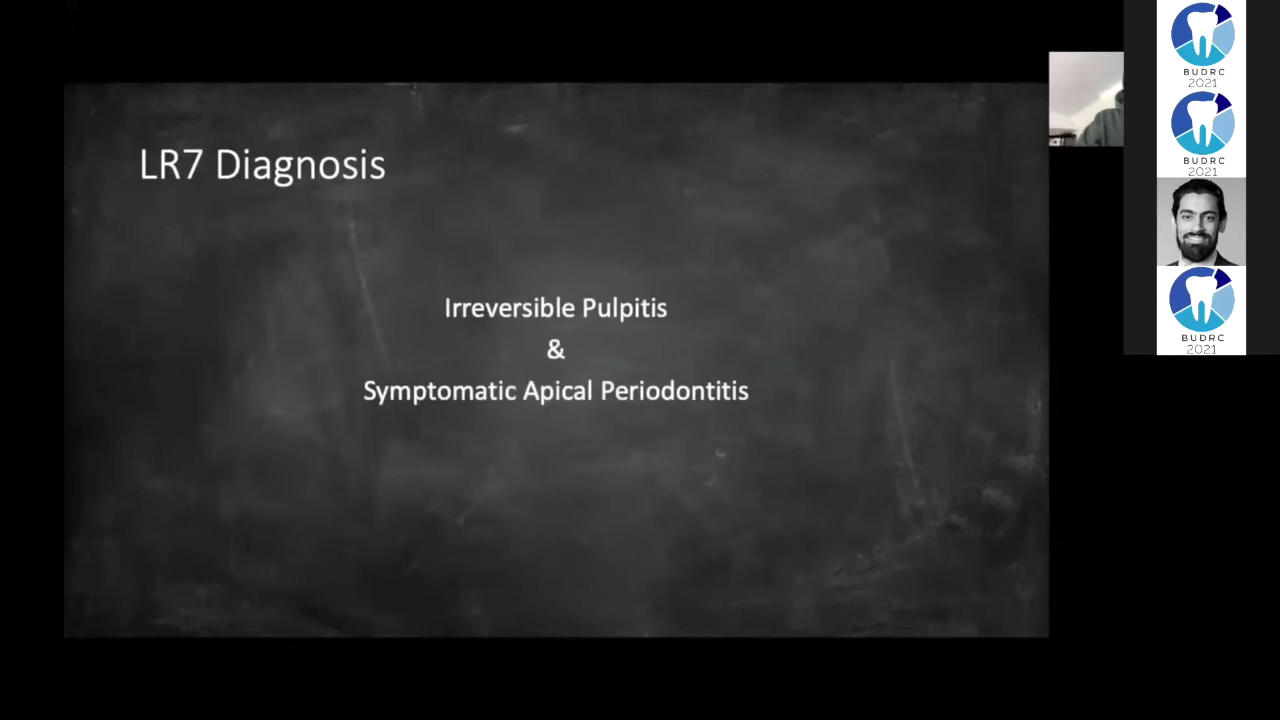 LR7 Diagnosis
Irreversible Pulpitis
&
Symptomatic Apical Periodontitis
BUDRC
2021
BUDRC
2021
BUDRC
2021